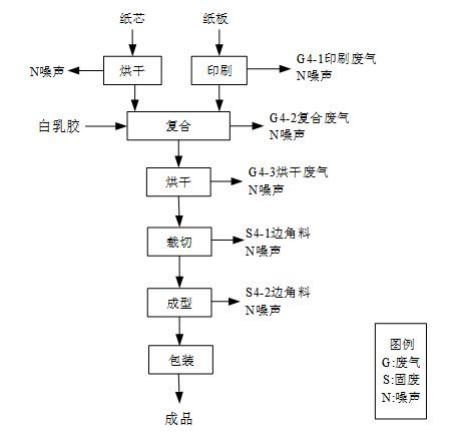 纸芯
纸板
N噪声
烘干
印刷
G4-1印刷废气
N噪声
白乳胶
复合
G4-2复合废气
N噪声
烘干
G4-3烘干废气
N噪声
裁切
S4-1边角料
N噪声
成型
S4-2边角料
N噪声
包装
成品
图例
G:废气
S:固废
N:噪声